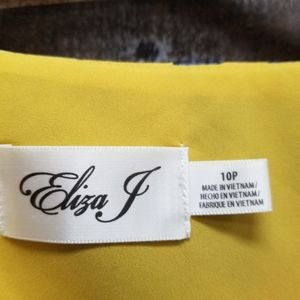 Eliza J
10P
MADE IN VIETNAM/
HECHO EN VIETNAM/
FABRIQUE EN VIETNAM